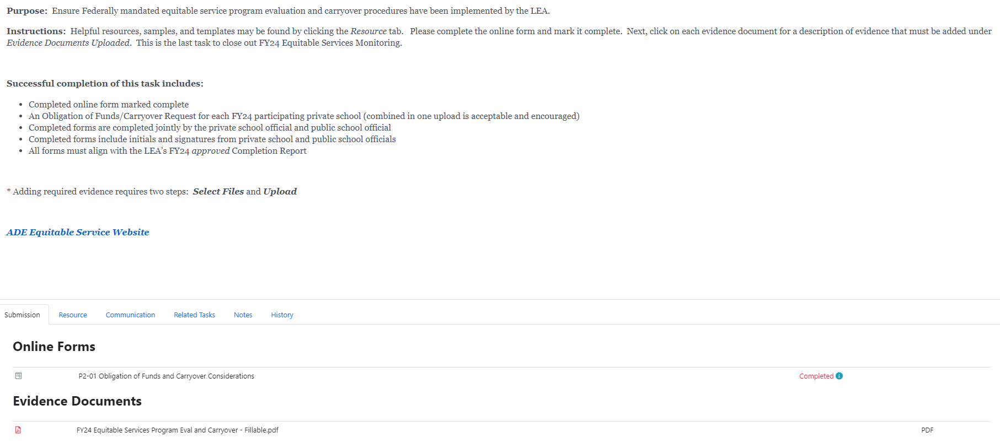 Purpose: Ensure Federally mandated equitable service program evaluation and carryover procedures have been implemented by the LEA.
Instructions: Helpful resources, samples, and templates may be found by clicking the Resource tab. Please complete the online form and mark it complete. Next, click on each evidence document for a description of evidence that must be added under
Evidence Documents Uploaded. This is the last task to close out FY24 Equitable Services Monitoring.
Successful completion of this task includes:
• Completed online form marked complete
• An Obligation of Funds/Carryover Request for each FY24 participating private school (combined in one upload is acceptable and encouraged)
• Completed forms are completed jointly by the private school official and public school official
• Completed forms include initials and signatures from private school and public school officials
• All forms must align with the LEA's FY24 approved Completion Report
* Adding required evidence requires two steps: Select Files and Upload
ADE Equitable Service Website
Submission Resource Communication Related Tasks Notes History
Online Forms
P2-01 Obligation of Funds and Carryover Considerations Completed
Evidence Documents
FY24 Equitable Services Program Eval and Carryover - Fillable.pdf PDF